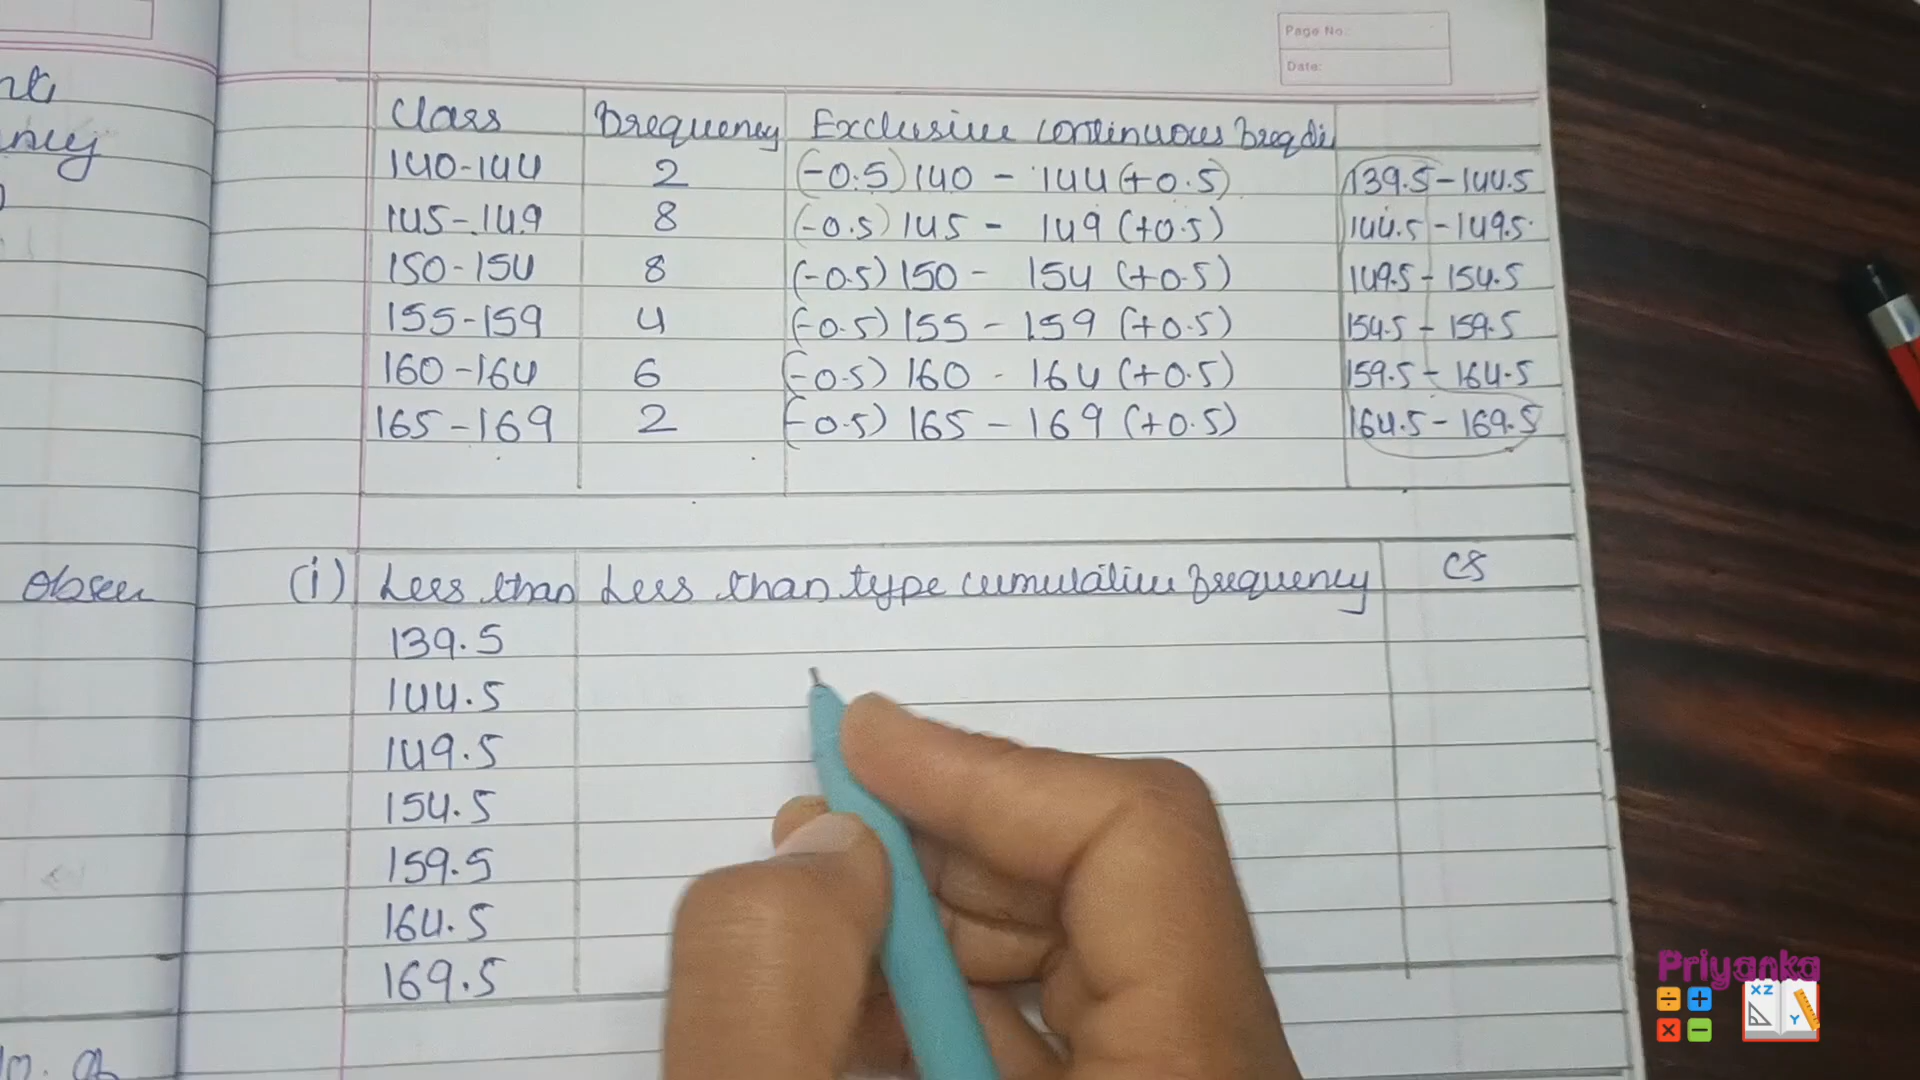 Page No.:
Date:
Class Frequency Exclusive continuous freq di
140-144 2 (-0.5) 140 - 144 (+0.5) 139.5-144.5
145-149 8 (-0.5) 145 - 149 (+0.5) 144.5-149.5
150-154 8 (-0.5) 150 - 154 (+0.5) 149.5-154.5
155-159 4 (-0.5) 155 - 159 (+0.5) 154.5-159.5
160-164 6 (-0.5) 160 - 164 (+0.5) 159.5-164.5
165-169 2 (-0.5) 165 - 169 (+0.5) 164.5-169.5
Obser (i) Less than Less than type cumulative frequency cf
139.5
144.5
149.5
154.5
159.5
164.5
169.5
Priyanka
XZ
Y